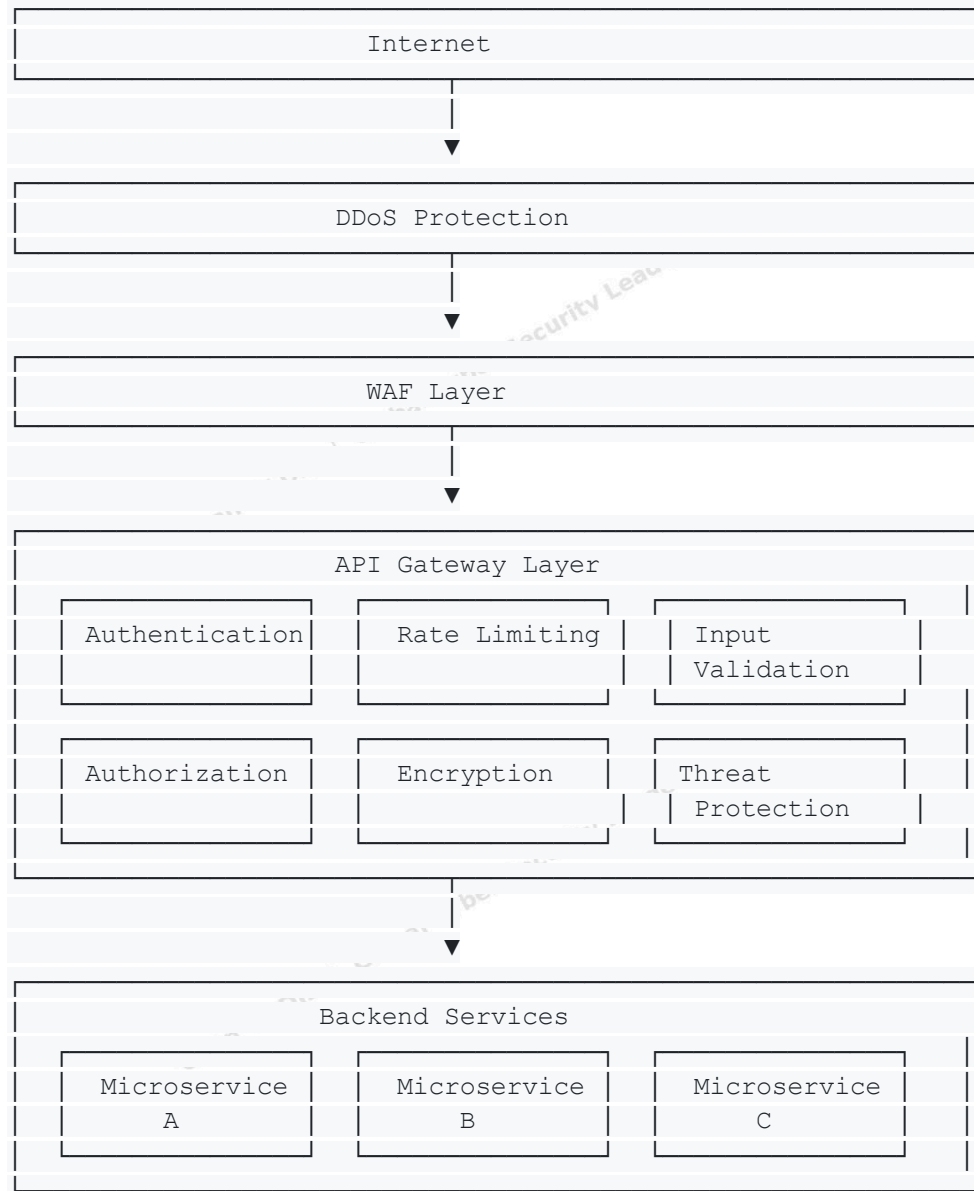 Internet
DDoS Protection
WAF Layer
API Gateway Layer
Authentication Rate Limiting Input
Validation
Authorization Encryption Threat
Protection
Backend Services
Microservice Microservice Microservice
A B C